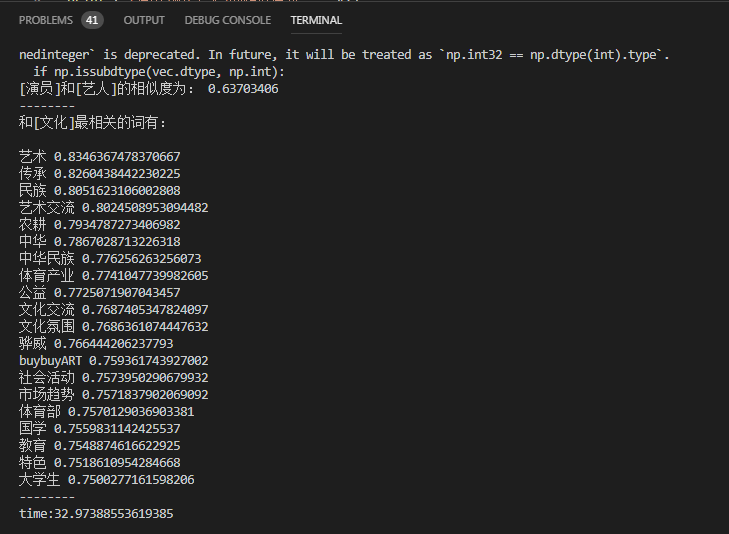 PROBLEMS 41 OUTPUT DEBUG CONSOLE TERMINAL
nedinteger` is deprecated. In future, it will be treated as `np.int32 == np.dtype(int).type`.
if np.issubdtype(vec.dtype, np.int):
[演员]和[艺人]的相似度为： 0.63703406
--------
和[文化]最相关的词有：
艺术 0.8346367478370667
传承 0.8260438442230225
民族 0.8051623106002808
艺术交流 0.8024508953094482
农耕 0.7934787273406982
中华 0.7867028713226318
中华民族 0.776256263256073
体育产业 0.7741047739982605
公益 0.7725071907043457
文化交流 0.7687405347824097
文化氛围 0.7686361074447632
骅威 0.766444206237793
buybuyART 0.759361743927002
社会活动 0.7573950290679932
市场趋势 0.7571837902069092
体育部 0.7570129036903381
国学 0.7559831142425537
教育 0.7548874616622925
特色 0.7518610954284668
大学生 0.7500277161598206
--------
time:32.97388553619385